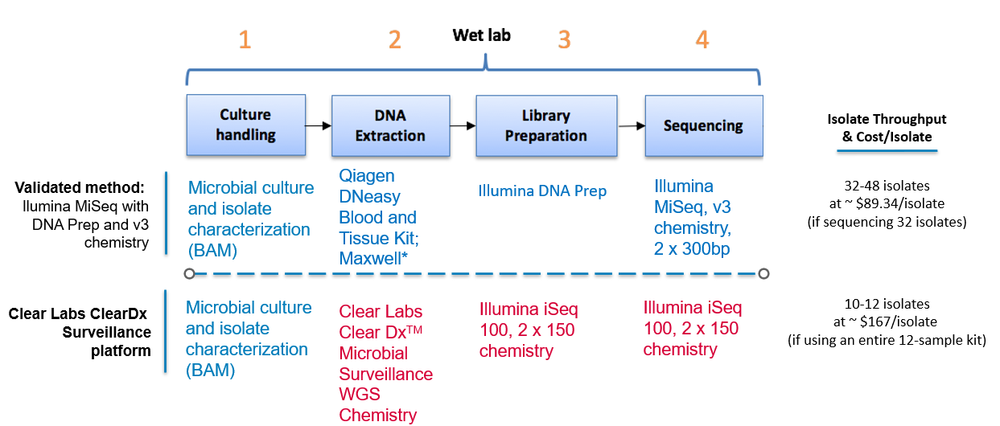 1
2
Wet lab
3
4
Culture
handling
DNA
Extraction
Library
Preparation
Sequencing
Isolate Throughput
& Cost/Isolate
Validated method:
Ilumina MiSeq with
DNA Prep and v3
chemistry
Microbial culture
and isolate
characterization
(BAM)
Qiagen
DNeasy
Blood and
Tissue Kit;
Maxwell*
Illumina DNA Prep
Illumina
MiSeq, v3
chemistry,
2 x 300bp
32-48 isolates
at ~ $89.34/isolate
(if sequencing 32 isolates)
Clear Labs ClearDx
Surveillance
platform
Microbial culture
and isolate
characterization
(BAM)
Clear Labs
Clear Dx™
Microbial
Surveillance
WGS
Chemistry
Illumina iSeq
100, 2 x 150
chemistry
Illumina iSeq
100, 2 x 150
chemistry
10-12 isolates
at ~ $167/isolate
(if using an entire 12-sample kit)